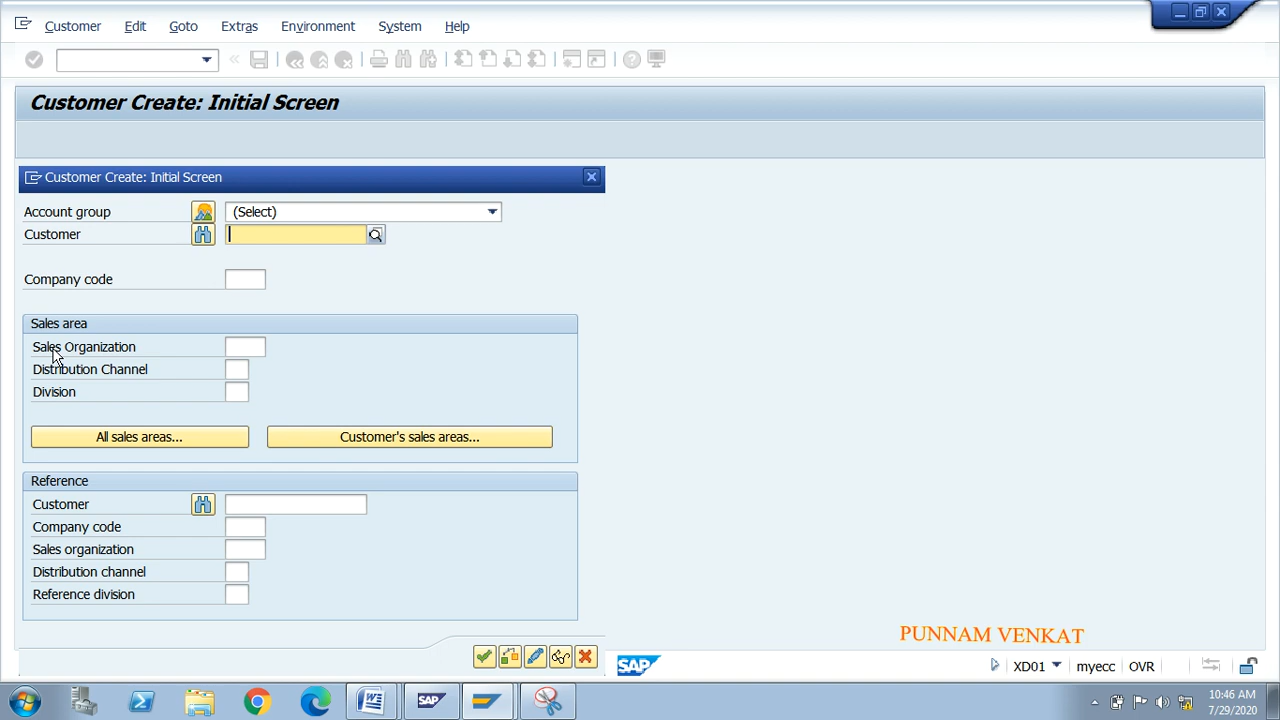 Customer Edit Goto Extras Environment System Help
Customer Create: Initial Screen
Customer Create: Initial Screen
Account group (Select)
Customer
Company code
Sales area
Sales Organization
Distribution Channel
Division
All sales areas... Customer's sales areas...
Reference
Customer
Company code
Sales organization
Distribution channel
Reference division
PUNNAM VENKAT
SAP XD01 myecc OVR
SAP
10:46 AM
7/29/2020